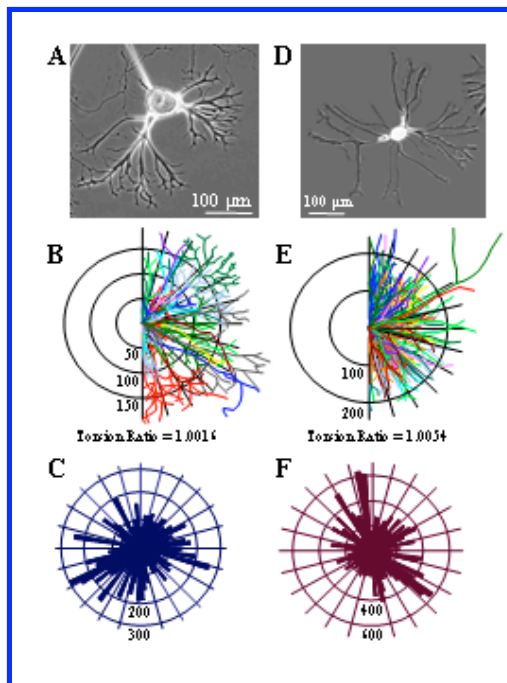 A
D
100 µm
100 µm
B
E
50
100
150
100
200
Torsion Ratio = 1.0016
Torsion Ratio = 1.0054
C
F
200
300
400
600